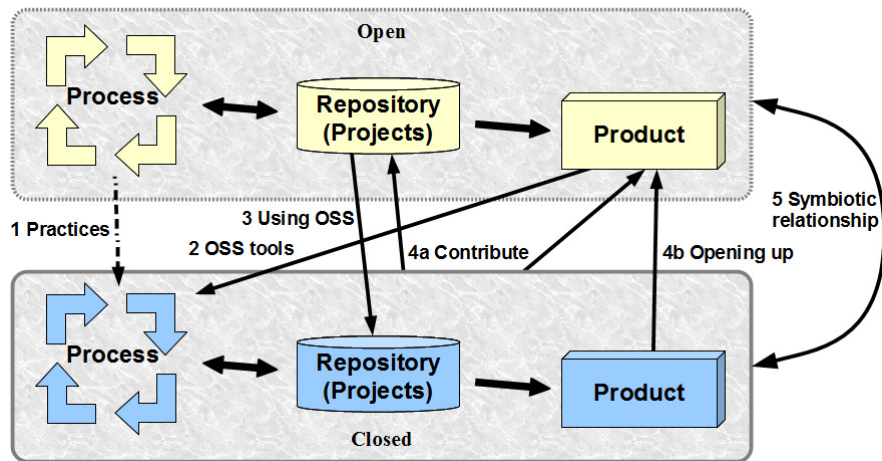 Open
Process
Repository
(Projects)
Product
1 Practices
3 Using OSS
2 OSS tools
4a Contribute
4b Opening up
5 Symbiotic
relationship
Process
Repository
(Projects)
Product
Closed